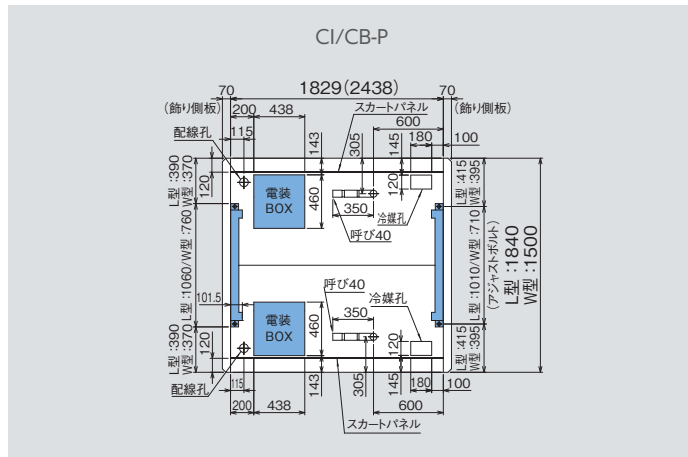 CI/CB-P
70
1829(2438)
70
(飾り側板)
200
438
スカートパネル
(飾り側板)
600
配線孔
115
143
305
145
180
100
L型:390
W型:370
120
電装
BOX
460
120
350
冷媒孔
呼び40
L型:415
W型:395
L型:1060/W型:760
L型:1010/W型:710
(アジャストボルト)
L型:1840
W型:1500
101.5
呼び40
冷媒孔
350
電装
BOX
460
120
L型:390
W型:370
120
L型:415
W型:395
配線孔
115
143
305
145
180
100
200
438
600
スカートパネル